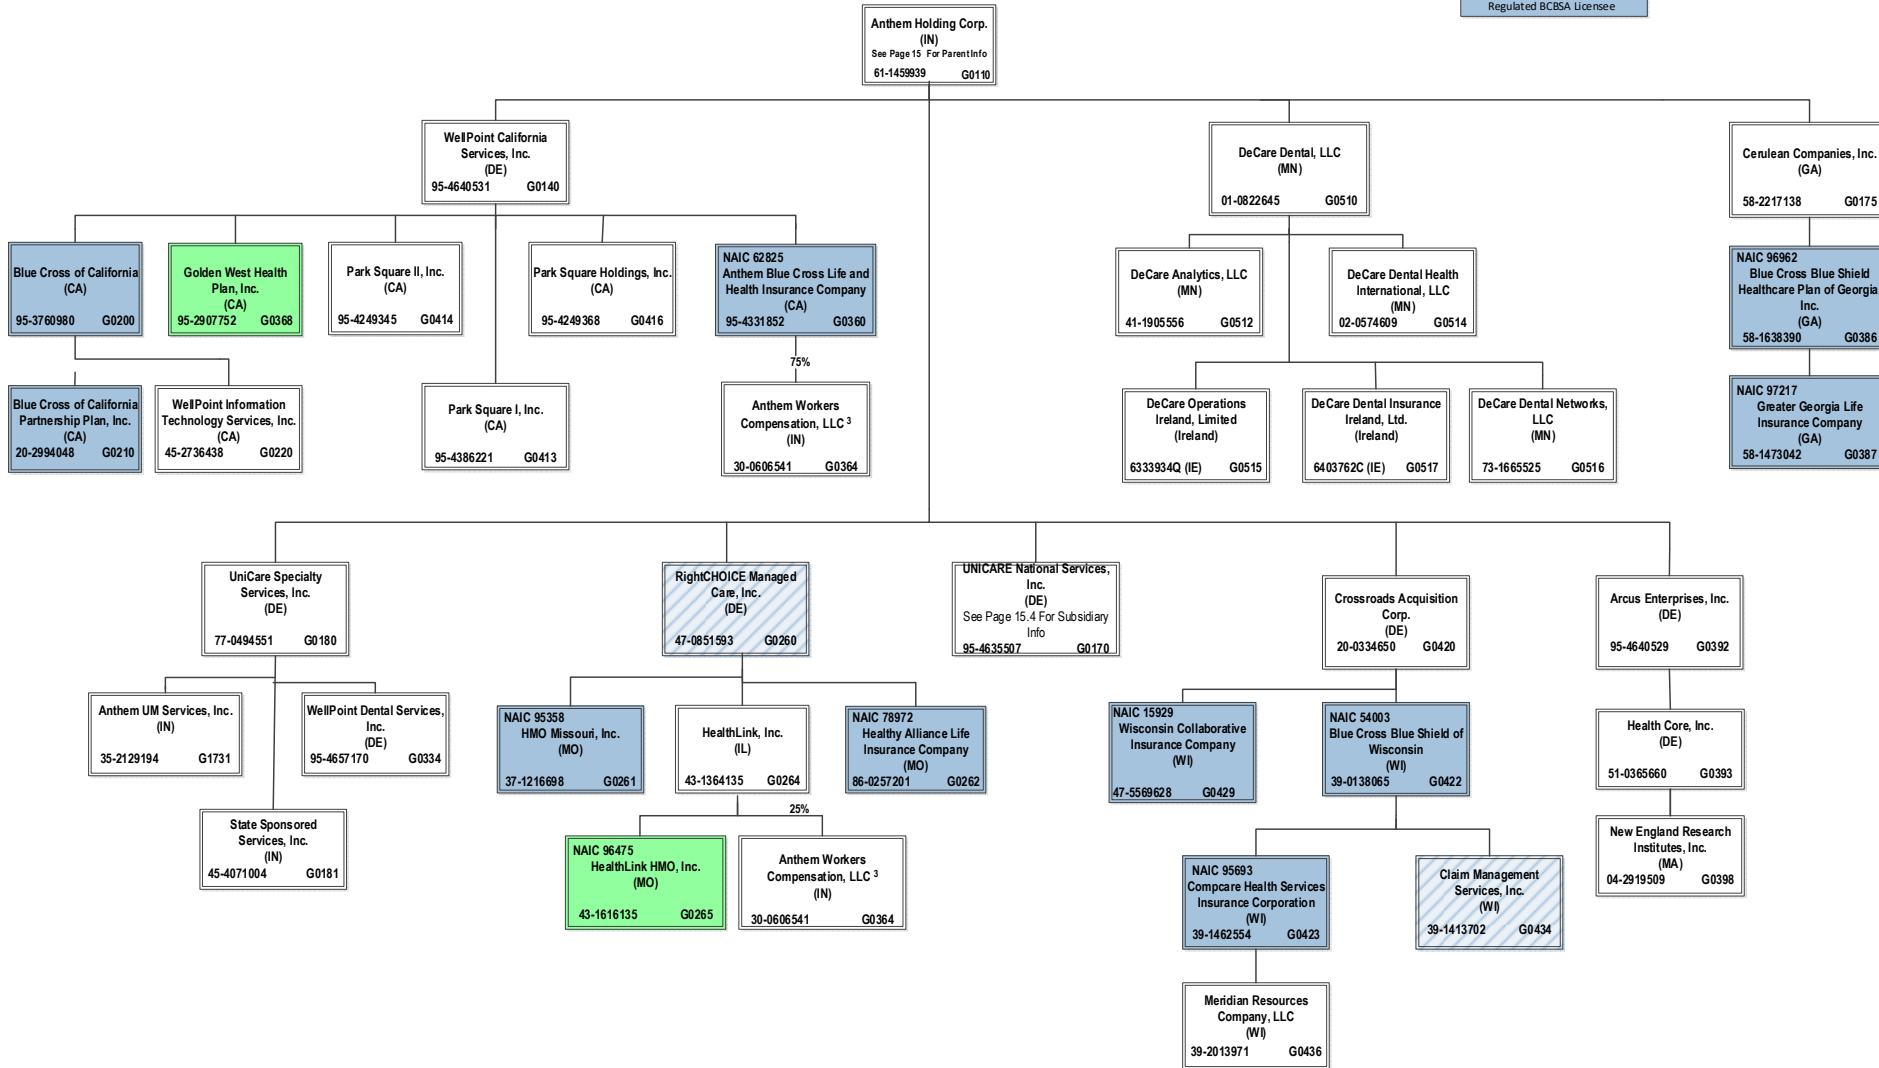 Regulated BCBSA Licensee
Anthem Holding Corp.
(IN)
See Page 15 For Parent Info
61-1459939 G0110
WellPoint California
Services, Inc.
(DE)
95-4640531 G0140
DeCare Dental, LLC
(MN)
01-0822645 G0510
Cerulean Companies, Inc.
(GA)
58-2217138 G0175
Blue Cross of California
(CA)
95-3760980 G0200
Golden West Health
Plan, Inc.
(CA)
95-2907752 G0368
Park Square II, Inc.
(CA)
95-4249345 G0414
Park Square Holdings, Inc.
(CA)
95-4249368 G0416
NAIC 62825
Anthem Blue Cross Life and
Health Insurance Company
(CA)
95-4331852 G0360
DeCare Analytics, LLC
(MN)
41-1905556 G0512
DeCare Dental Health
International, LLC
(MN)
02-0574609 G0514
NAIC 96962
Blue Cross Blue Shield
Healthcare Plan of Georgia
Inc.
(GA)
58-1638390 G0386
75%
Blue Cross of California
Partnership Plan, Inc.
(CA)
20-2994048 G0210
WellPoint Information
Technology Services, Inc.
(CA)
45-2736438 G0220
Park Square I, Inc.
(CA)
95-4386221 G0413
Anthem Workers
Compensation, LLC 3
(IN)
30-0606541 G0364
DeCare Operations
Ireland, Limited
(Ireland)
6333934Q (IE) G0515
DeCare Dental Insurance
Ireland, Ltd.
(Ireland)
6403762C (IE) G0517
DeCare Dental Networks,
LLC
(MN)
73-1665525 G0516
NAIC 97217
Greater Georgia Life
Insurance Company
(GA)
58-1473042 G0387
UniCare Specialty
Services, Inc.
(DE)
77-0494551 G0180
RightCHOICE Managed
Care, Inc.
(DE)
47-0851593 G0260
UNICARE National Services,
Inc.
(DE)
See Page 15.4 For Subsidiary
Info
95-4635507 G0170
Crossroads Acquisition
Corp.
(DE)
20-0334650 G0420
Arcus Enterprises, Inc.
(DE)
95-4640529 G0392
Anthem UM Services, Inc.
(IN)
35-2129194 G1731
WellPoint Dental Services,
Inc.
(DE)
95-4657170 G0334
NAIC 95358
HMO Missouri, Inc.
(MO)
37-1216698 G0261
HealthLink, Inc.
(IL)
43-1364135 G0264
NAIC 78972
Healthy Alliance Life
Insurance Company
(MO)
86-0257201 G0262
NAIC 15929
Wisconsin Collaborative
Insurance Company
(WI)
47-5569628 G0429
NAIC 54003
Blue Cross Blue Shield of
Wisconsin
(WI)
39-0138065 G0422
Health Core, Inc.
(DE)
51-0365660 G0393
25%
State Sponsored
Services, Inc.
(IN)
45-4071004 G0181
NAIC 96475
HealthLink HMO, Inc.
(MO)
43-1616135 G0265
Anthem Workers
Compensation, LLC 3
(IN)
30-0606541 G0364
NAIC 95693
Compcare Health Services
Insurance Corporation
(WI)
39-1462554 G0423
Claim Management
Services, Inc.
(WI)
39-1413702 G0434
New England Research
Institutes, Inc.
(MA)
04-2919509 G0398
Meridian Resources
Company, LLC
(WI)
39-2013971 G0436